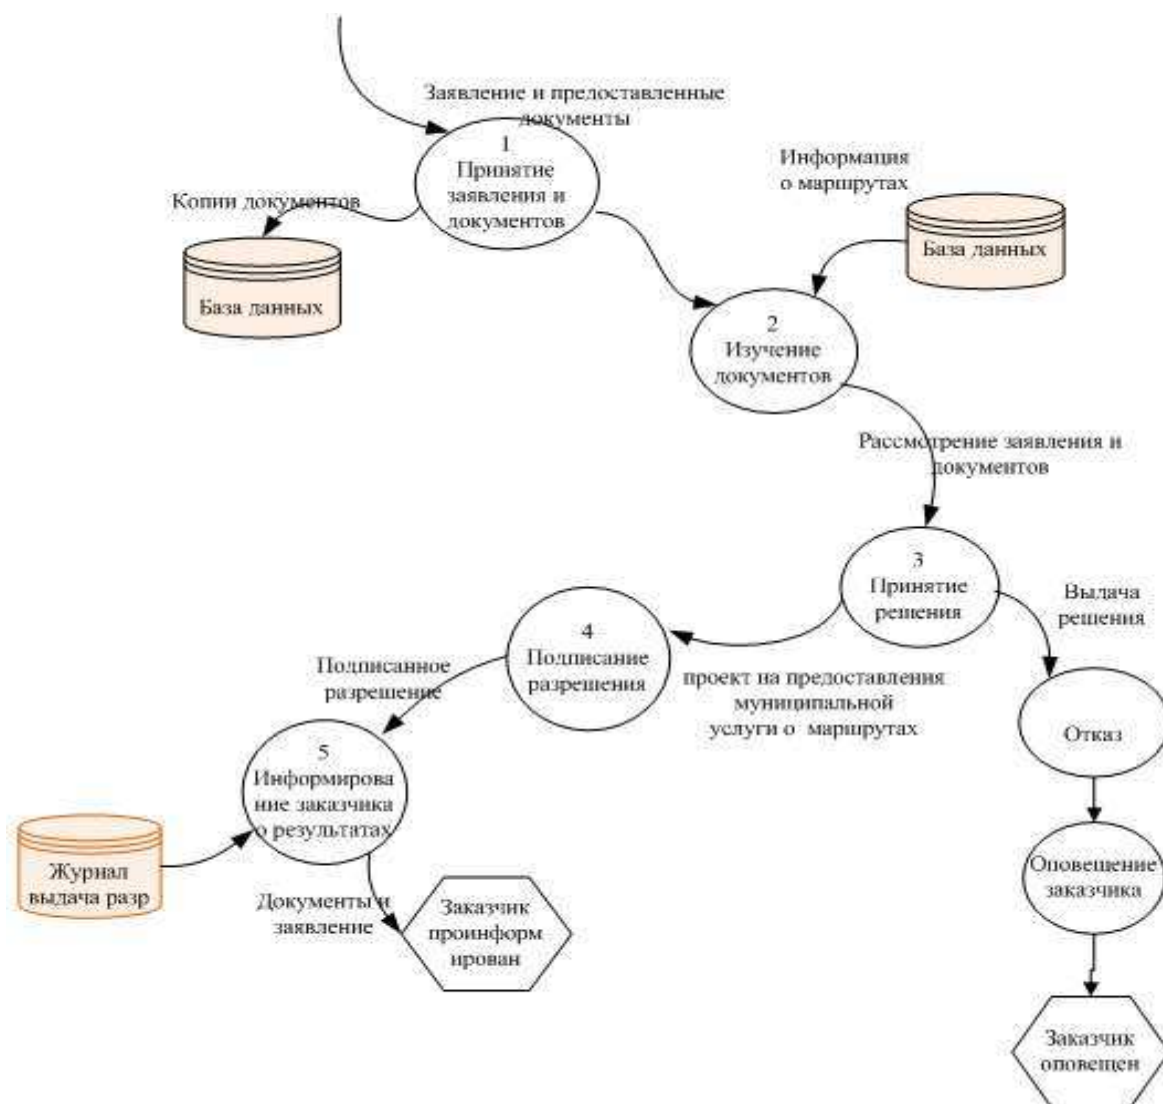 Заявление и предоставленные
документы
1
Принятие
заявления и
документов
Информация
о маршрутах
Копии документов
База данных
База данных
2
Изучение
документов
Рассмотрение заявления и
документов
3
Принятие
решения
Выдача
решения
4
Подписание
разрешения
Подписанное
разрешение
проект на предоставления
муниципальной
услуги о маршрутах
Отказ
5
Информирова
ние заказчика
о результатах
Журнал
выдача разр
Документы и
заявление
Заказчик
проинформ
ирован
Оповещение
заказчика
Заказчик
оповещен